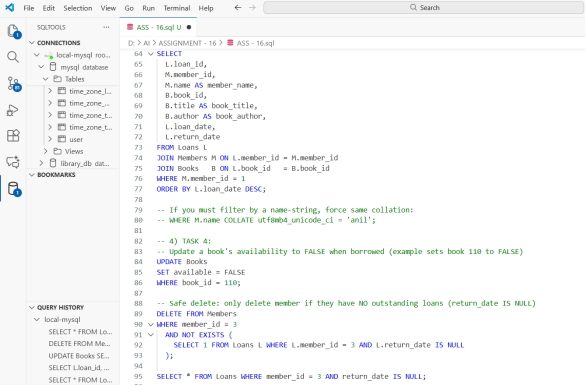 File Edit Selection View Go Run Terminal Help
Search
SQLTOOLS
CONNECTIONS
local-mysql roo...
mysql database
Tables
time_zone_l...
time_zone_...
time_zone_t...
time_zone_t...
user
Views
library_db dat...
BOOKMARKS
QUERY HISTORY
local-mysql
SELECT * FROM Lo...
DELETE FROM Me...
UPDATE Books SE...
SELECT L.loan_id, ...
SELECT * FROM Lo...
ASS - 16.sql U
D: > AI > ASSIGNMENT - 16 > ASS - 16.sql
64 SELECT
65 L.loan_id,
66 M.member_id,
67 M.name AS member_name,
68 B.book_id,
69 B.title AS book_title,
70 B.author AS book_author,
71 L.loan_date,
72 L.return_date
73 FROM Loans L
74 JOIN Members M ON L.member_id = M.member_id
75 JOIN Books B ON L.book_id = B.book_id
76 WHERE M.member_id = 1
77 ORDER BY L.loan_date DESC;
78
79 -- If you must filter by a name-string, force same collation:
80 -- WHERE M.name COLLATE utf8mb4_unicode_ci = 'anil';
81
82 -- 4) TASK 4:
83 -- Update a book's availability to FALSE when borrowed (example sets book 110 to FALSE)
84 UPDATE Books
85 SET available = FALSE
86 WHERE book_id = 110;
87
88 -- Safe delete: only delete member if they have NO outstanding loans (return_date IS NULL)
89 DELETE FROM Members
90 WHERE member_id = 3
91 AND NOT EXISTS (
92 SELECT 1 FROM Loans L WHERE L.member_id = 3 AND L.return_date IS NULL
93 );
94
95 SELECT * FROM Loans WHERE member_id = 3 AND return_date IS NULL;